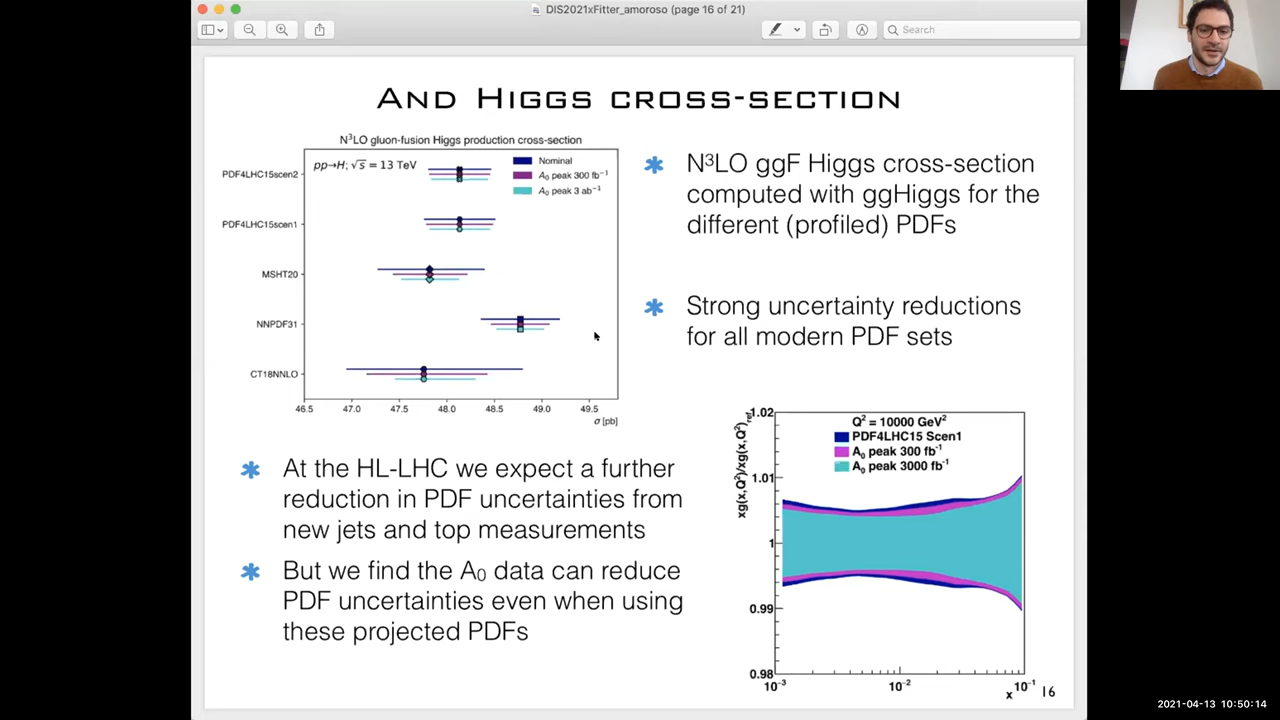 DIS2021xFitter_amoroso (page 16 of 21)
Search
And Higgs cross-section
N³LO gluon-fusion Higgs production cross-section
pp→H; √s = 13 TeV
Nominal
A₀ peak 300 fb⁻¹
A₀ peak 3 ab⁻¹
PDF4LHC15scen2
PDF4LHC15scen1
MSHT20
NNPDF31
CT18NNLO
46.5 47.0 47.5 48.0 48.5 49.0 49.5
σ [pb]
N³LO ggF Higgs cross-section
computed with ggHiggs for the
different (profiled) PDFs
Strong uncertainty reductions
for all modern PDF sets
At the HL-LHC we expect a further
reduction in PDF uncertainties from
new jets and top measurements
But we find the A₀ data can reduce
PDF uncertainties even when using
these projected PDFs
xg(x,Q²)/xg(x,Q²)ref
Q² = 10000 GeV²
PDF4LHC15 Scen1
A₀ peak 300 fb⁻¹
A₀ peak 3000 fb⁻¹
1.02
1.01
1
0.99
0.98
10⁻³ 10⁻² 10⁻¹
x
16
2021-04-13 10:50:14